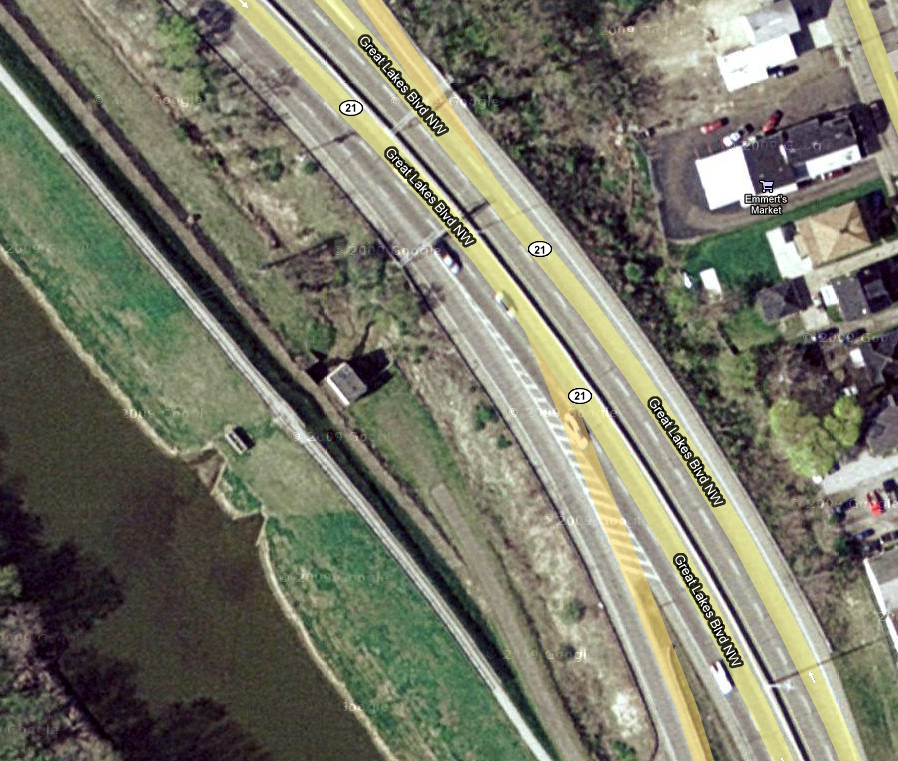 Great Lakes Blvd NW
21
Great Lakes Blvd NW
Emmert's
Market
21
21
Great Lakes Blvd NW
Great Lakes Blvd NW